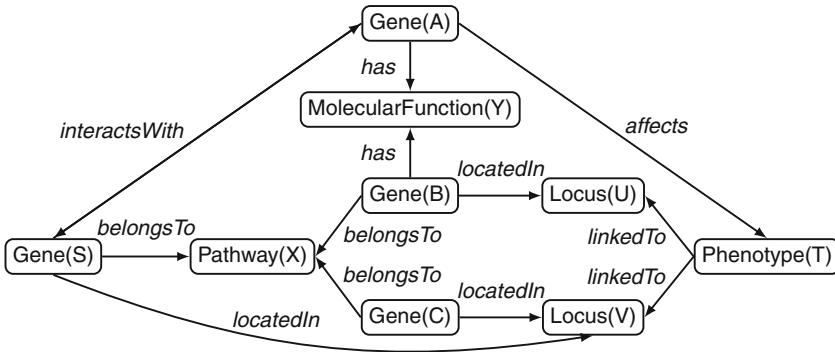 Gene(A)
has
MolecularFunction(Y)
interactsWith
affects
has
locatedIn
Gene(B)
Locus(U)
belongsTo
belongsTo
linkedTo
Gene(S)
Pathway(X)
Phenotype(T)
belongsTo
linkedTo
locatedIn
Gene(C)
Locus(V)
locatedIn